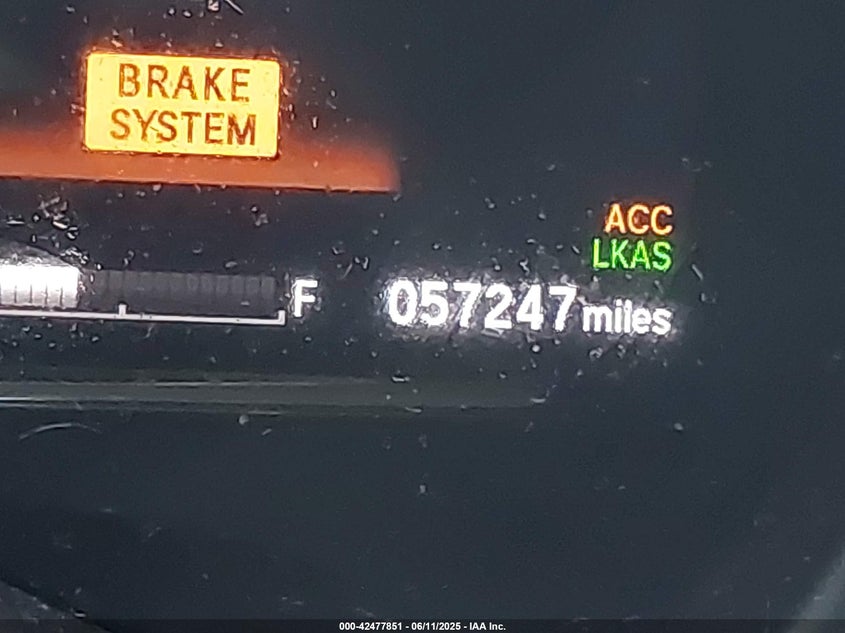 BRAKE
SYSTEM
ACC
LKAS
F
057247 miles
000-42477851 - 06/11/2025 - IAA Inc.